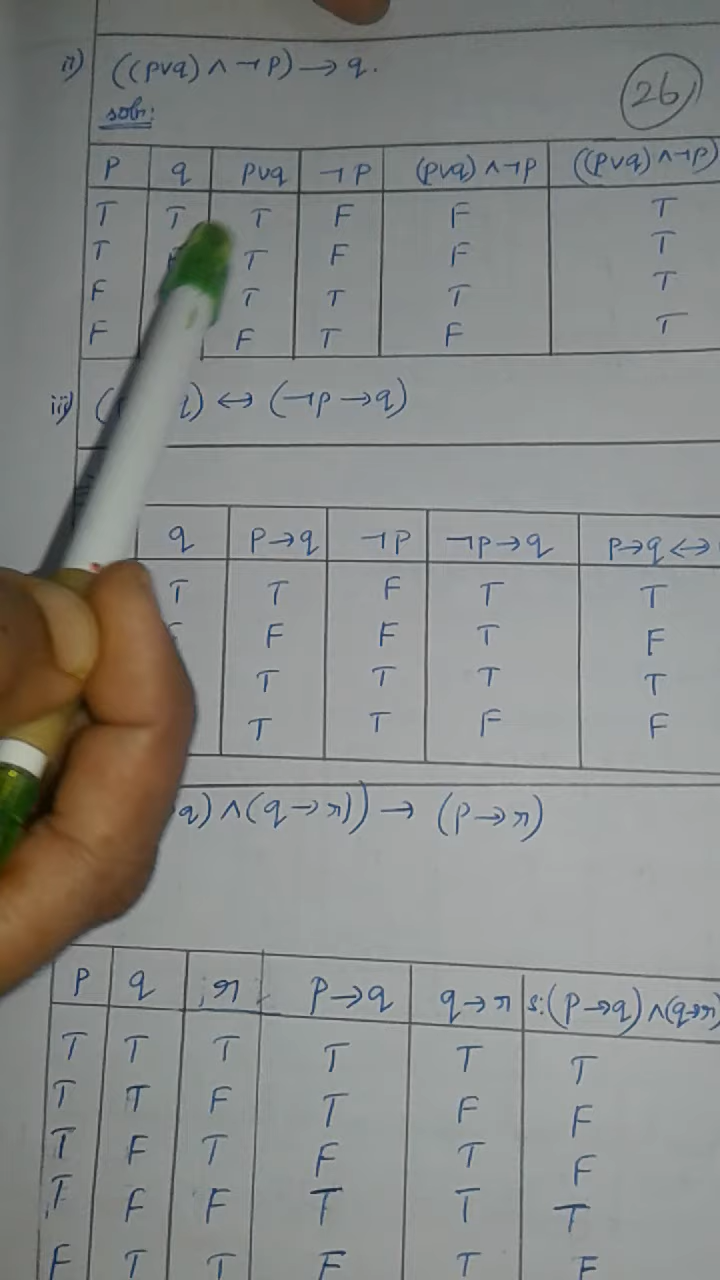 ii) ((p∨q) ∧ ¬p) → q.
26
soln:
p q p∨q ¬p (p∨q) ∧ ¬p ((p∨q) ∧ ¬p)
T T T F F T
T F T F F T
F T T T T
F F T F T
iii) q) ↔ (¬p → q)
q p→q ¬p ¬p→q p→q ↔
T T F T T
F F T F
T T T T
T T F F
q) ∧ (q→r)) → (p→r)
p q r p→q q→r s:(p→q)∧(q→r)
T T T T T T
T T F T F F
T F T F T F
T F F T T T
F T T F T F